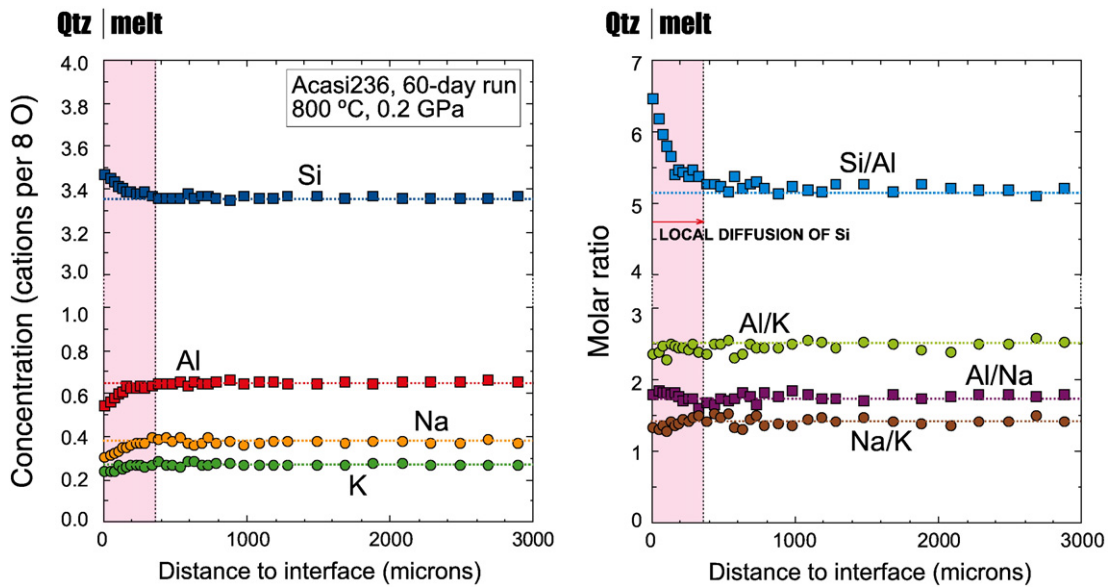 Qtz | melt
4.0
3.8
3.6
3.4
3.2
3.0
1.0
0.8
0.6
0.4
0.2
0.0
Concentration (cations per 8 O)
Acasi236, 60-day run
800 ºC, 0.2 GPa
Si
Al
Na
K
0
1000
2000
3000
Distance to interface (microns)
Qtz | melt
7
6
5
4
3
2
1
0
Molar ratio
Si/Al
LOCAL DIFFUSION OF Si
Al/K
Al/Na
Na/K
0
1000
2000
3000
Distance to interface (microns)